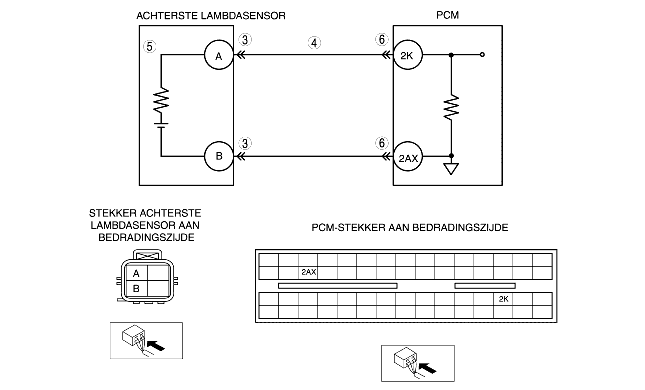 ACHTERSTE LAMBDASENSOR
PCM
5
A
3
4
6
2K
B
3
6
2AX
STEKKER ACHTERSTE
LAMBDASENSOR AAN
BEDRADINGSZIJDE
PCM-STEKKER AAN BEDRADINGSZIJDE
A
B
2AX
2K